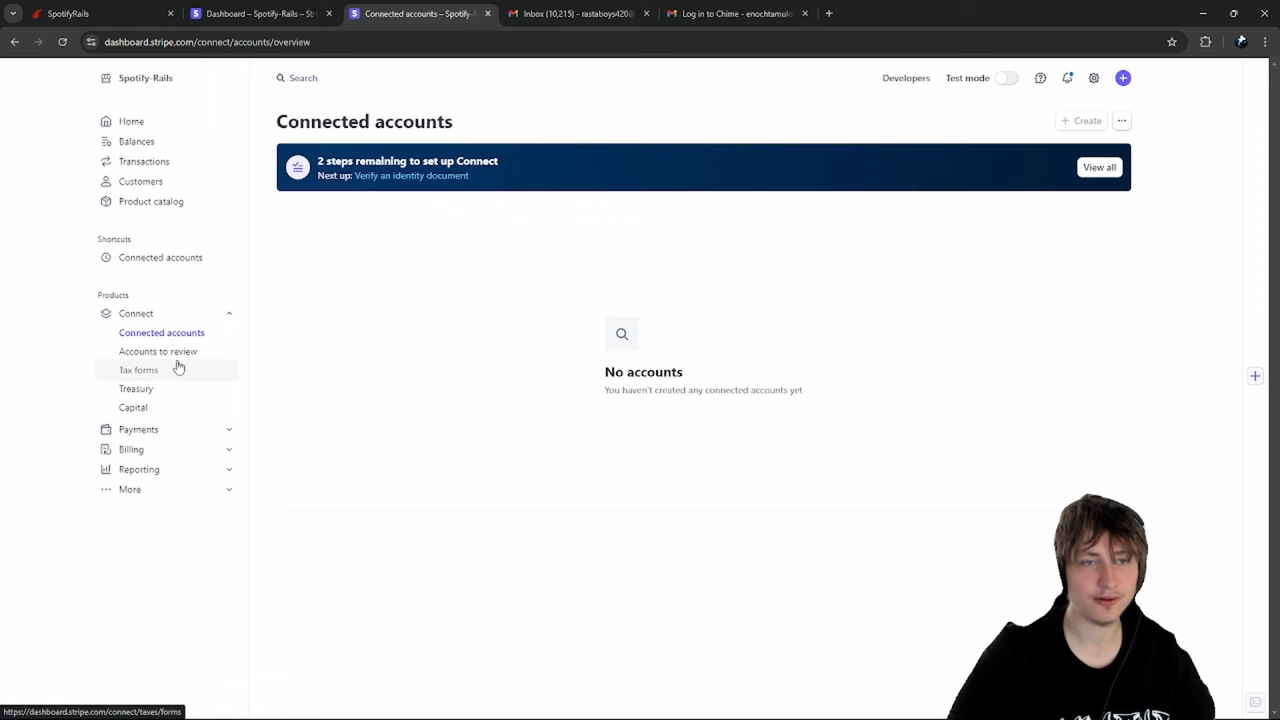 SpotifyRails
Dashboard – Spotify-Rails – Str
Connected accounts – Spotify-R
Inbox (10,215) - rastaboys420@
Log in to Chime - enochtamulo
dashboard.stripe.com/connect/accounts/overview
Spotify-Rails
Search
Developers
Test mode
Home
Balances
Transactions
Customers
Product catalog
Shortcuts
Connected accounts
Products
Connect
Connected accounts
Accounts to review
Tax forms
Treasury
Capital
Payments
Billing
Reporting
More
Connected accounts
+ Create
2 steps remaining to set up Connect
Next up: Verify an identity document
View all
No accounts
You haven't created any connected accounts yet
https://dashboard.stripe.com/connect/taxes/forms